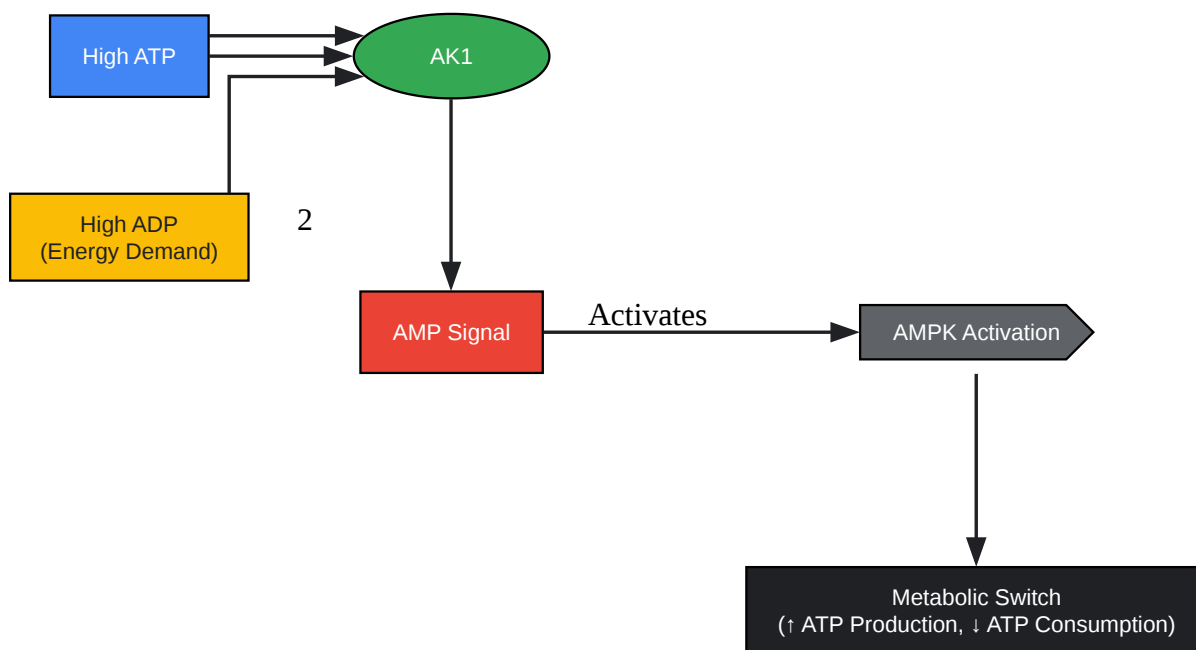 High ATP
AK1
High ADP
(Energy Demand)
2
AMP Signal
Activates
AMPK Activation
Metabolic Switch
(↑ ATP Production, ↓ ATP Consumption)